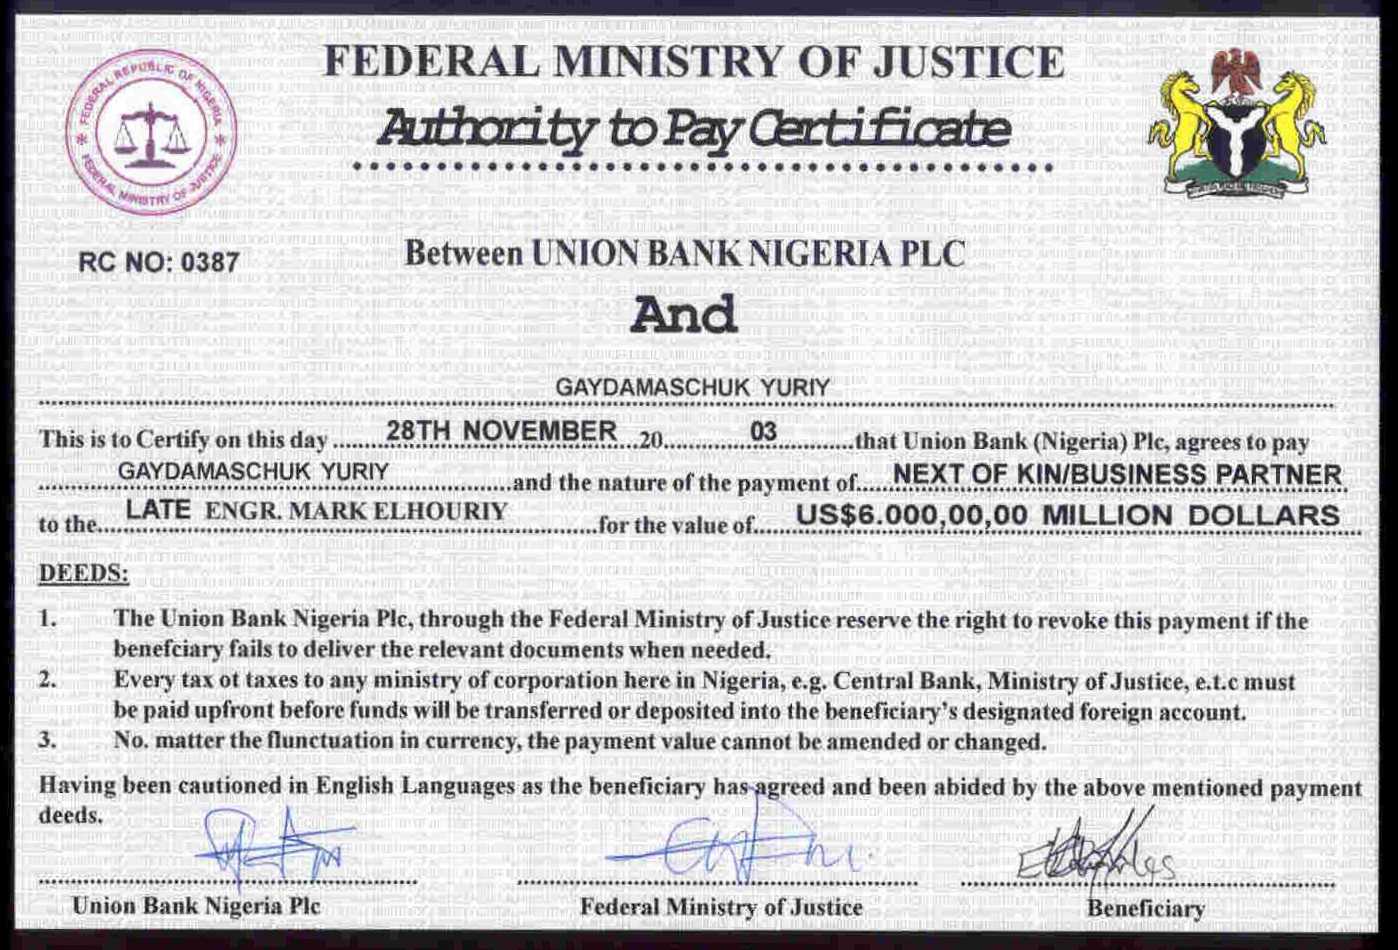 FEDERAL MINISTRY OF JUSTICE
Authority to Pay Certificate
FEDERAL REPUBLIC OF NIGERIA
FEDERAL MINISTRY OF JUSTICE
RC NO: 0387
Between UNION BANK NIGERIA PLC
And
GAYDAMASCHUK YURIY
This is to Certify on this day ........28TH NOVEMBER...20..............03............that Union Bank (Nigeria) Plc, agrees to pay
GAYDAMASCHUK YURIY ..................and the nature of the payment of.....NEXT OF KIN/BUSINESS PARTNER
to the....LATE ENGR. MARK ELHOURIY..............for the value of......US$6.000,00,00 MILLION DOLLARS
DEEDS:
1. The Union Bank Nigeria Plc, through the Federal Ministry of Justice reserve the right to revoke this payment if the
benefciary fails to deliver the relevant documents when needed.
2. Every tax ot taxes to any ministry of corporation here in Nigeria, e.g. Central Bank, Ministry of Justice, e.t.c must
be paid upfront before funds will be transferred or deposited into the beneficiary's designated foreign account.
3. No. matter the flunctuation in currency, the payment value cannot be amended or changed.
Having been cautioned in English Languages as the beneficiary has agreed and been abided by the above mentioned payment
deeds.
Union Bank Nigeria Plc
Federal Ministry of Justice
Beneficiary